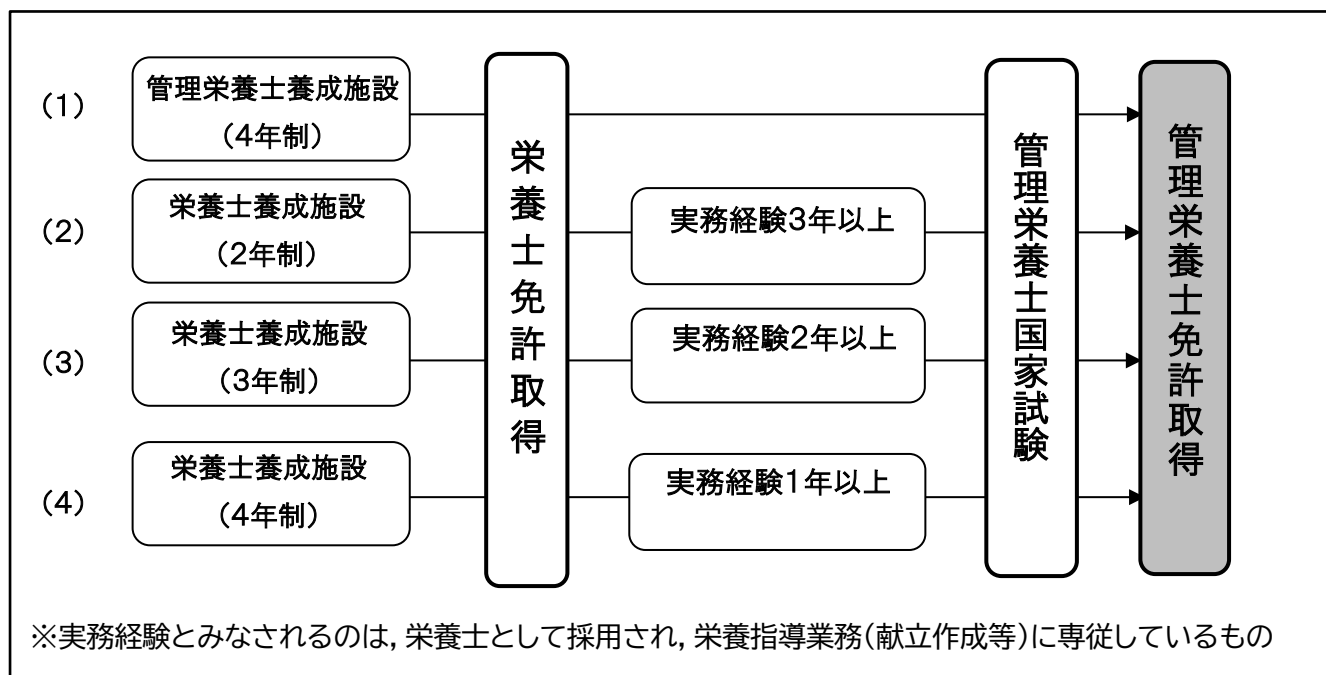 (1)
管理栄養士養成施設
(4年制)
(2)
栄養士養成施設
(2年制)
(3)
栄養士養成施設
(3年制)
(4)
栄養士養成施設
(4年制)
栄養士免許取得
実務経験3年以上
実務経験2年以上
実務経験1年以上
管理栄養士国家試験
管理栄養士免許取得
※実務経験とみなされるのは,栄養士として採用され,栄養指導業務(献立作成等)に専従しているもの